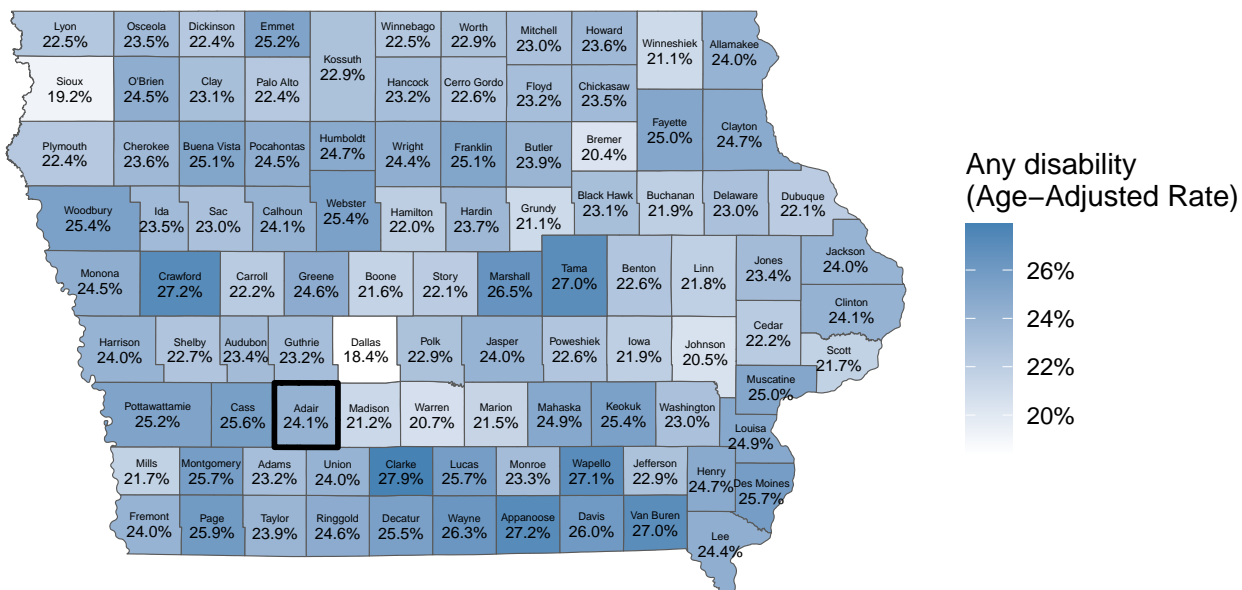 Lyon
22.5%
Osceola
23.5%
Dickinson
22.4%
Emmet
25.2%
Kossuth
22.9%
Winnebago
22.5%
Worth
22.9%
Mitchell
23.0%
Howard
23.6%
Winneshiek
21.1%
Allamakee
24.0%
Sioux
19.2%
O'Brien
24.5%
Clay
23.1%
Palo Alto
22.4%
Hancock
23.2%
Cerro Gordo
22.6%
Floyd
23.2%
Chickasaw
23.5%
Fayette
25.0%
Clayton
24.7%
Plymouth
22.4%
Cherokee
23.6%
Buena Vista
25.1%
Pocahontas
24.5%
Humboldt
24.7%
Wright
24.4%
Franklin
25.1%
Butler
23.9%
Bremer
20.4%
Woodbury
25.4%
Ida
23.5%
Sac
23.0%
Calhoun
24.1%
Webster
25.4%
Hamilton
22.0%
Hardin
23.7%
Grundy
21.1%
Black Hawk
23.1%
Buchanan
21.9%
Delaware
23.0%
Dubuque
22.1%
Monona
24.5%
Crawford
27.2%
Carroll
22.2%
Greene
24.6%
Boone
21.6%
Story
22.1%
Marshall
26.5%
Tama
27.0%
Benton
22.6%
Linn
21.8%
Jones
23.4%
Jackson
24.0%
Clinton
24.1%
Harrison
24.0%
Shelby
22.7%
Audubon
23.4%
Guthrie
23.2%
Dallas
18.4%
Polk
22.9%
Jasper
24.0%
Poweshiek
22.6%
Iowa
21.9%
Johnson
20.5%
Cedar
22.2%
Scott
21.7%
Muscatine
25.0%
Pottawattamie
25.2%
Cass
25.6%
Adair
24.1%
Madison
21.2%
Warren
20.7%
Marion
21.5%
Mahaska
24.9%
Keokuk
25.4%
Washington
23.0%
Louisa
24.9%
Mills
21.7%
Montgomery
25.7%
Adams
23.2%
Union
24.0%
Clarke
27.9%
Lucas
25.7%
Monroe
23.3%
Wapello
27.1%
Jefferson
22.9%
Henry
24.7%
Des Moines
25.7%
Fremont
24.0%
Page
25.9%
Taylor
23.9%
Ringgold
24.6%
Decatur
25.5%
Wayne
26.3%
Appanoose
27.2%
Davis
26.0%
Van Buren
27.0%
Lee
24.4%
Any disability
(Age−Adjusted Rate)
26%
24%
22%
20%